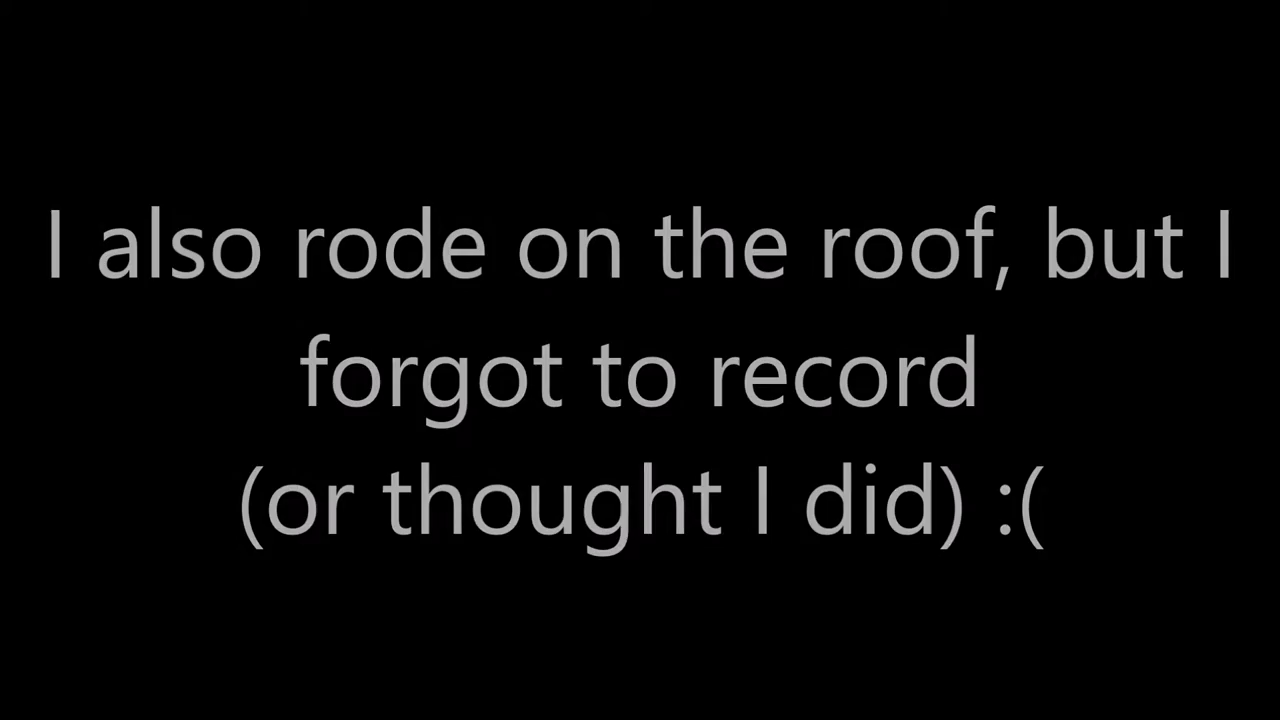 I also rode on the roof, but I
forgot to record
(or thought I did) :(